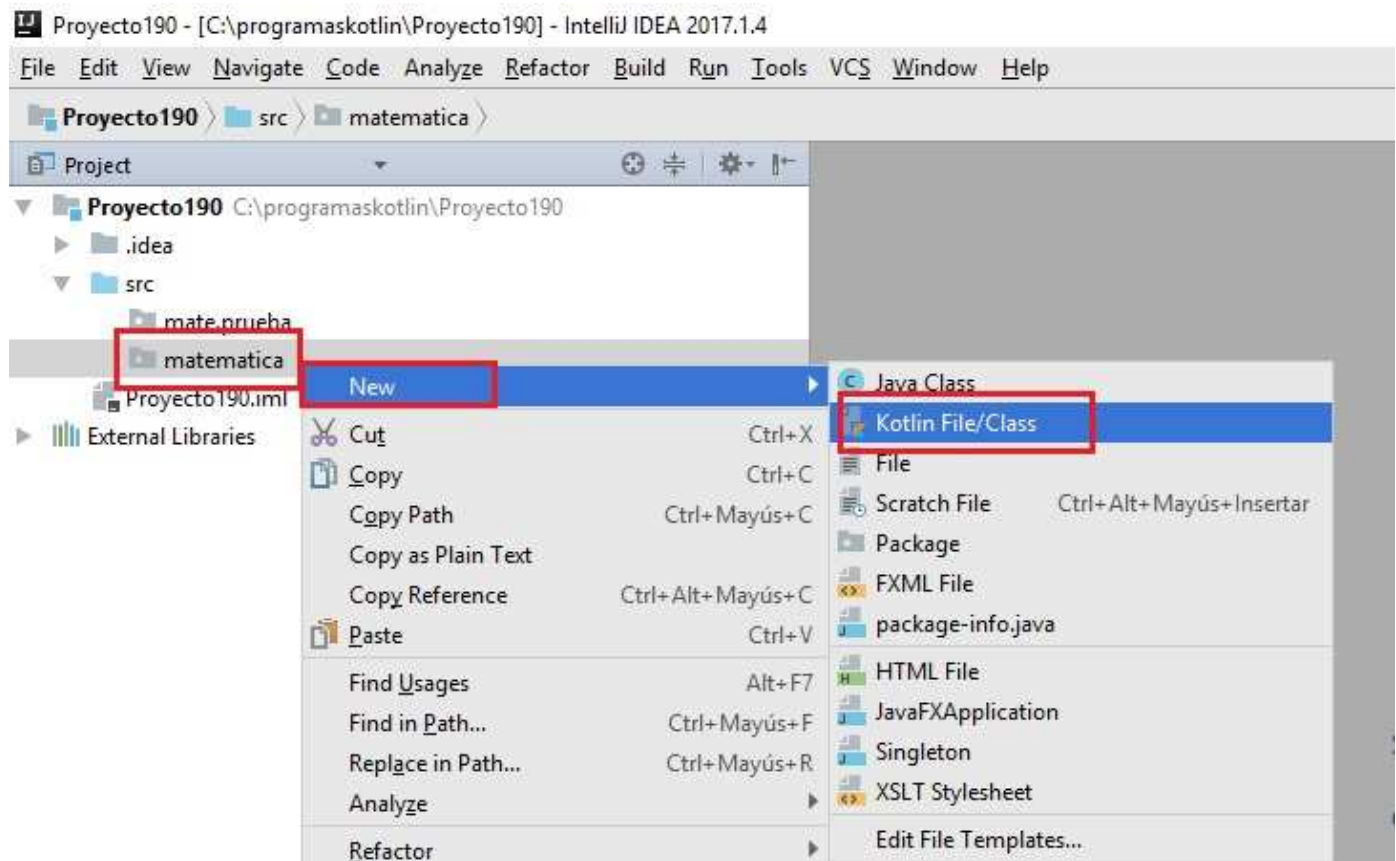 Proyecto190 - [C:\programaskotlin\Proyecto190] - IntelliJ IDEA 2017.1.4
File Edit View Navigate Code Analyze Refactor Build Run Tools VCS Window Help
Proyecto190 src matematica
Project
Proyecto190 C:\programaskotlin\Proyecto190
.idea
src
mate.prueba
matematica
Proyecto190.iml
External Libraries
New
Cut Ctrl+X
Copy Ctrl+C
Copy Path Ctrl+Mayús+C
Copy as Plain Text
Copy Reference Ctrl+Alt+Mayús+C
Paste Ctrl+V
Find Usages Alt+F7
Find in Path... Ctrl+Mayús+F
Replace in Path... Ctrl+Mayús+R
Analyze
Refactor
Java Class
Kotlin File/Class
File
Scratch File Ctrl+Alt+Mayús+Insertar
Package
FXML File
package-info.java
HTML File
JavaFXApplication
Singleton
XSLT Stylesheet
Edit File Templates...